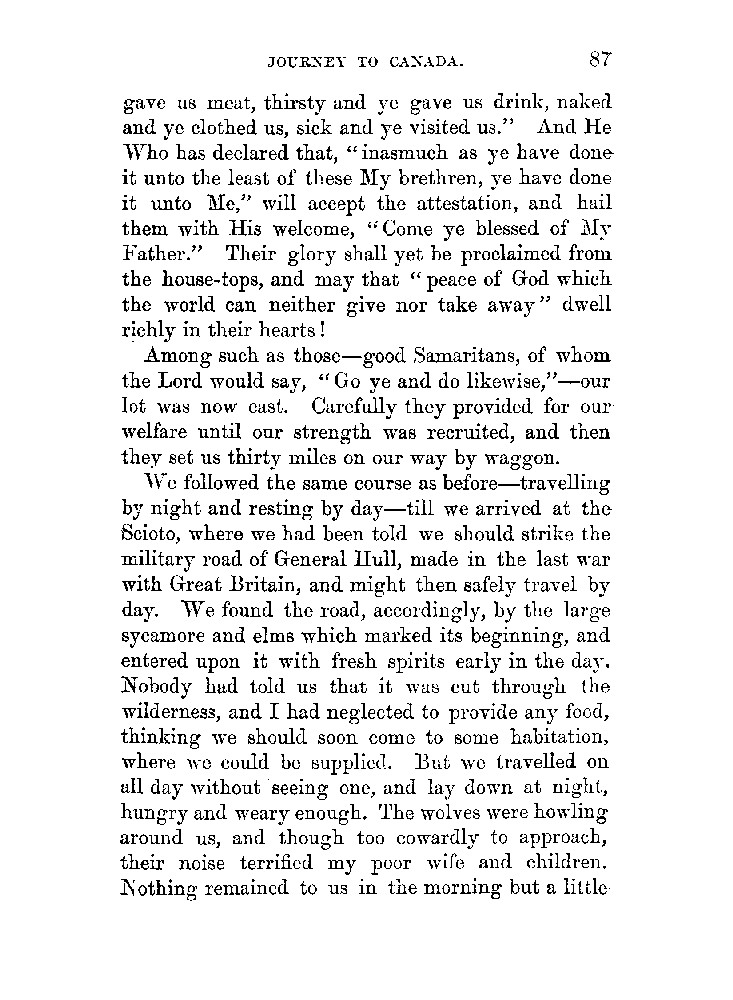 JOURNEY TO CANADA. 87
gave us meat, thirsty and ye gave us drink, naked
and ye clothed us, sick and ye visited us.” And He
Who has declared that, “inasmuch as ye have done
it unto the least of these My brethren, ye have done
it unto Me,” will accept the attestation, and hail
them with His welcome, “Come ye blessed of My
Father.” Their glory shall yet be proclaimed from
the house-tops, and may that “peace of God which
the world can neither give nor take away” dwell
richly in their hearts!
Among such as those—good Samaritans, of whom
the Lord would say, “Go ye and do likewise,”—our
lot was now cast. Carefully they provided for our
welfare until our strength was recruited, and then
they set us thirty miles on our way by waggon.
We followed the same course as before—travelling
by night and resting by day—till we arrived at the
Scioto, where we had been told we should strike the
military road of General Hull, made in the last war
with Great Britain, and might then safely travel by
day. We found the road, accordingly, by the large
sycamore and elms which marked its beginning, and
entered upon it with fresh spirits early in the day.
Nobody had told us that it was cut through the
wilderness, and I had neglected to provide any food,
thinking we should soon come to some habitation,
where we could be supplied. But we travelled on
all day without seeing one, and lay down at night,
hungry and weary enough. The wolves were howling
around us, and though too cowardly to approach,
their noise terrified my poor wife and children.
Nothing remained to us in the morning but a little